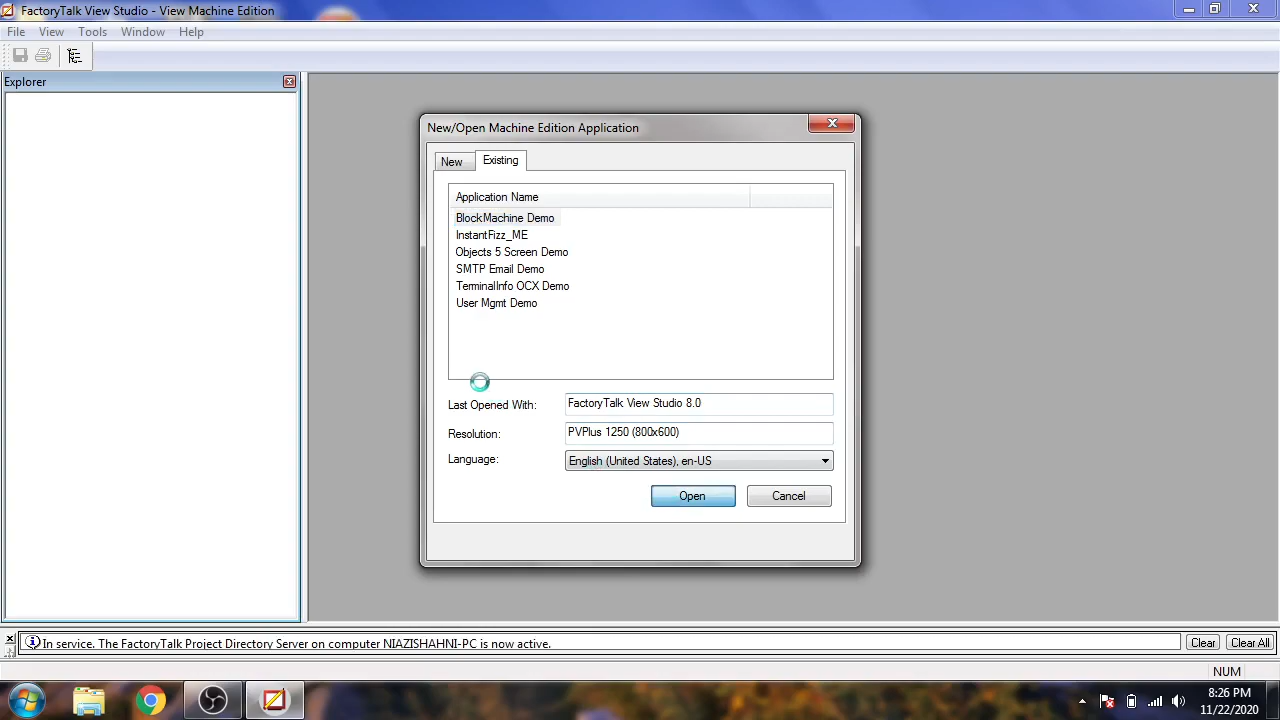 FactoryTalk View Studio - View Machine Edition
File View Tools Window Help
Explorer
New/Open Machine Edition Application
New Existing
Application Name
BlockMachine Demo
InstantFizz_ME
Objects 5 Screen Demo
SMTP Email Demo
TerminalInfo OCX Demo
User Mgmt Demo
Last Opened With: FactoryTalk View Studio 8.0
Resolution: PVPlus 1250 (800x600)
Language: English (United States), en-US
Open Cancel
In service. The FactoryTalk Project Directory Server on computer NIAZISHAHNI-PC is now active. Clear Clear All
NUM
8:26 PM
11/22/2020